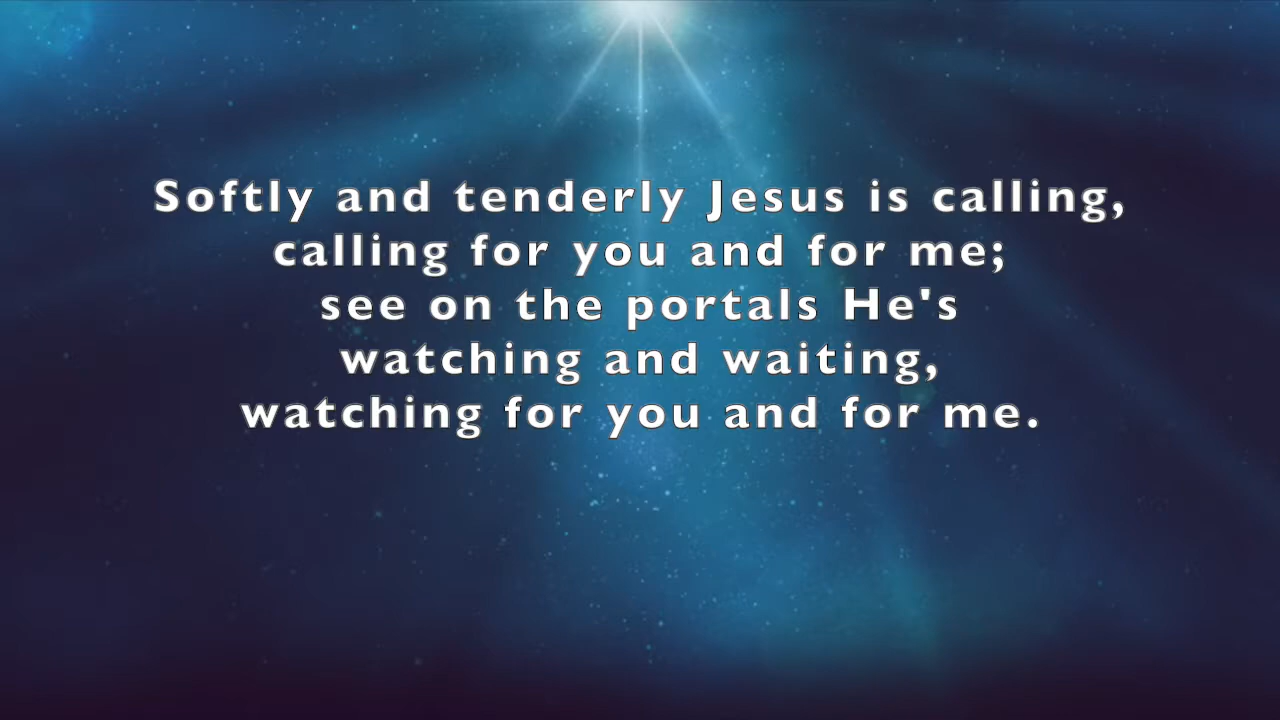 Softly and tenderly Jesus is calling,
calling for you and for me;
see on the portals He's
watching and waiting,
watching for you and for me.